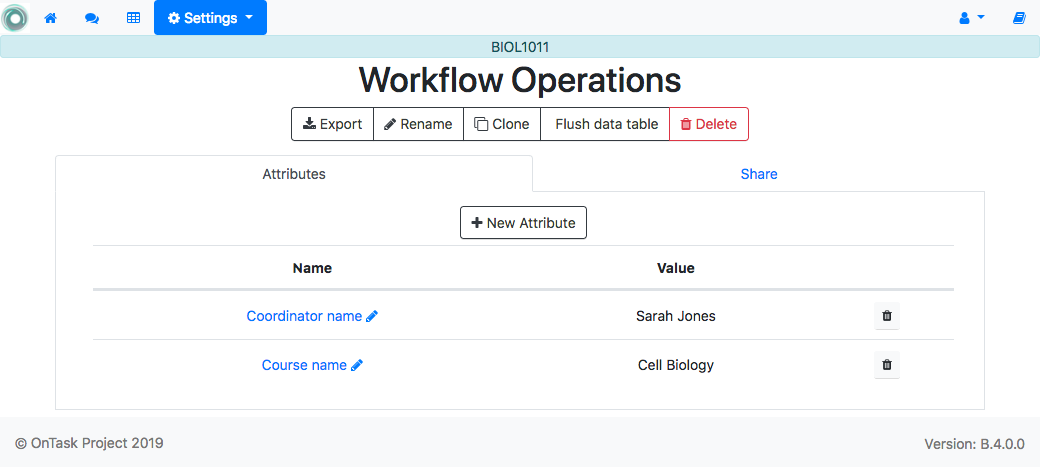 Settings
BIOL1011
Workflow Operations
Export Rename Clone Flush data table Delete
Attributes Share
New Attribute
Name Value
Coordinator name Sarah Jones
Course name Cell Biology
© OnTask Project 2019 Version: B.4.0.0